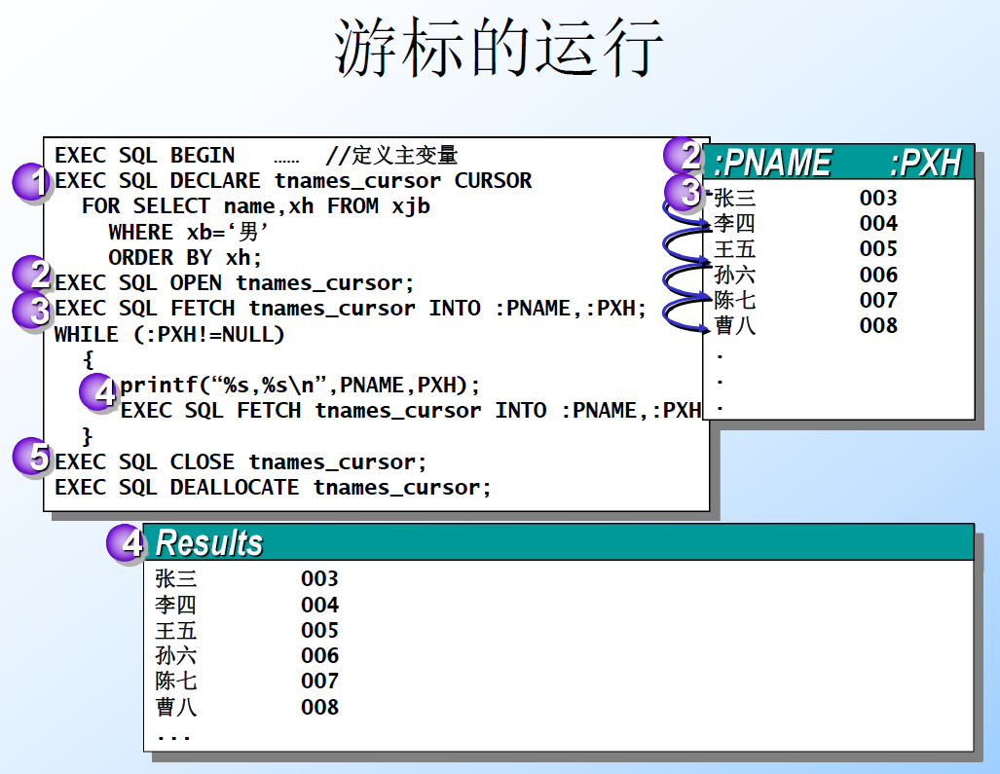 游标的运行
EXEC SQL BEGIN …… //定义主变量
1 EXEC SQL DECLARE tnames_cursor CURSOR
FOR SELECT name,xh FROM xjb
WHERE xb=‘男’
ORDER BY xh;
2 EXEC SQL OPEN tnames_cursor;
3 EXEC SQL FETCH tnames_cursor INTO :PNAME,:PXH;
WHILE (:PXH!=NULL)
{
4 printf(“%s,%s\n”,PNAME,PXH);
EXEC SQL FETCH tnames_cursor INTO :PNAME,:PXH
}
5 EXEC SQL CLOSE tnames_cursor;
EXEC SQL DEALLOCATE tnames_cursor;
2 :PNAME :PXH
3 张三 003
李四 004
王五 005
孙六 006
陈七 007
曹八 008
.
.
.
4 Results
张三 003
李四 004
王五 005
孙六 006
陈七 007
曹八 008
...